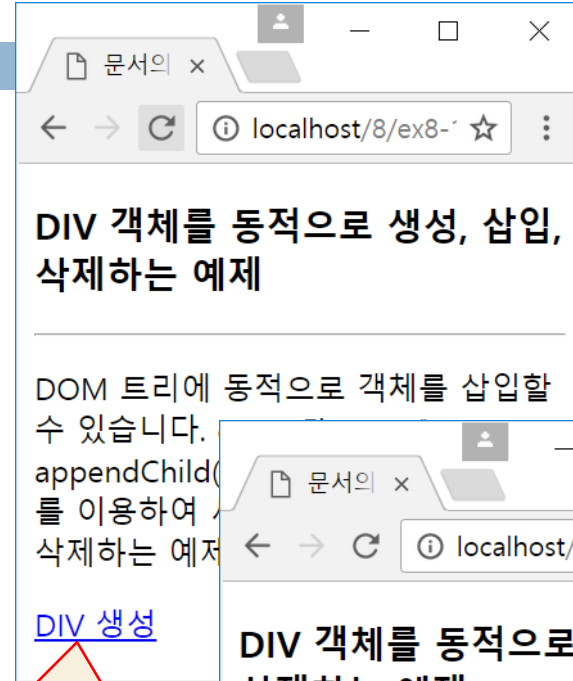 문서의
localhost/8/ex8-
DIV 객체를 동적으로 생성, 삽입,
삭제하는 예제
DOM 트리에 동적으로 객체를 삽입할
수 있습니다.
appendChild(
를 이용하여
삭제하는 예제
DIV 생성
문서의
localhost/
DIV 객체를 동적으로